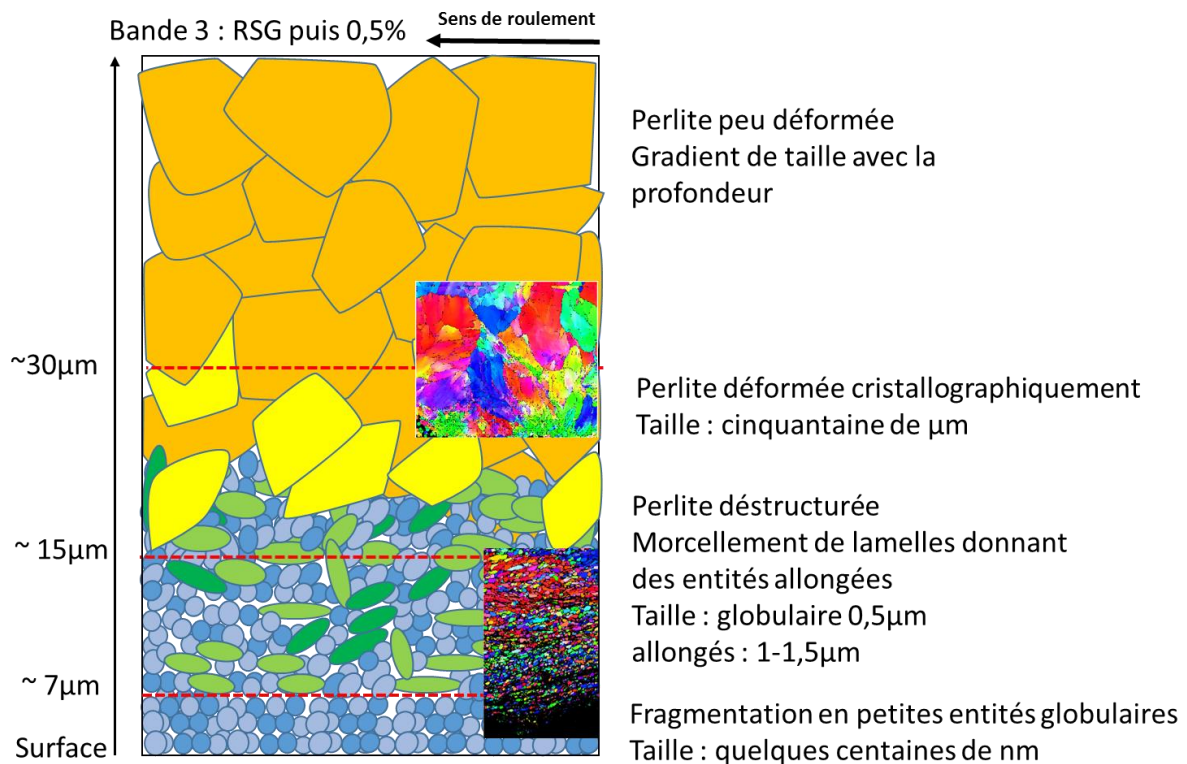 Bande 3 : RSG puis 0,5%
Sens de roulement
Perlite peu déformée
Gradient de taille avec la
profondeur
~30µm
Perlite déformée cristallographiquement
Taille : cinquantaine de µm
~ 15µm
Perlite déstructurée
Morcellement de lamelles donnant
des entités allongées
Taille : globulaire 0,5µm
allongés : 1-1,5µm
~ 7µm
Fragmentation en petites entités globulaires
Taille : quelques centaines de nm
Surface